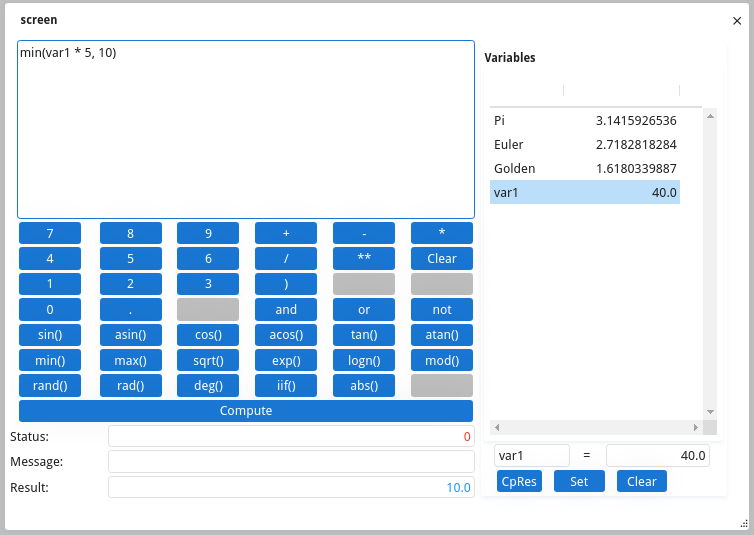 screen
min(var1 * 5, 10)
7 8 9 + - *
4 5 6 / ** Clear
1 2 3 )
0 . and or not
sin() asin() cos() acos() tan() atan()
min() max() sqrt() exp() logn() mod()
rand() rad() deg() iif() abs()
Compute
Status: 0
Message:
Result: 10.0
Variables
Pi 3.1415926536
Euler 2.7182818284
Golden 1.6180339887
var1 40.0
var1 = 40.0
CpRes Set Clear